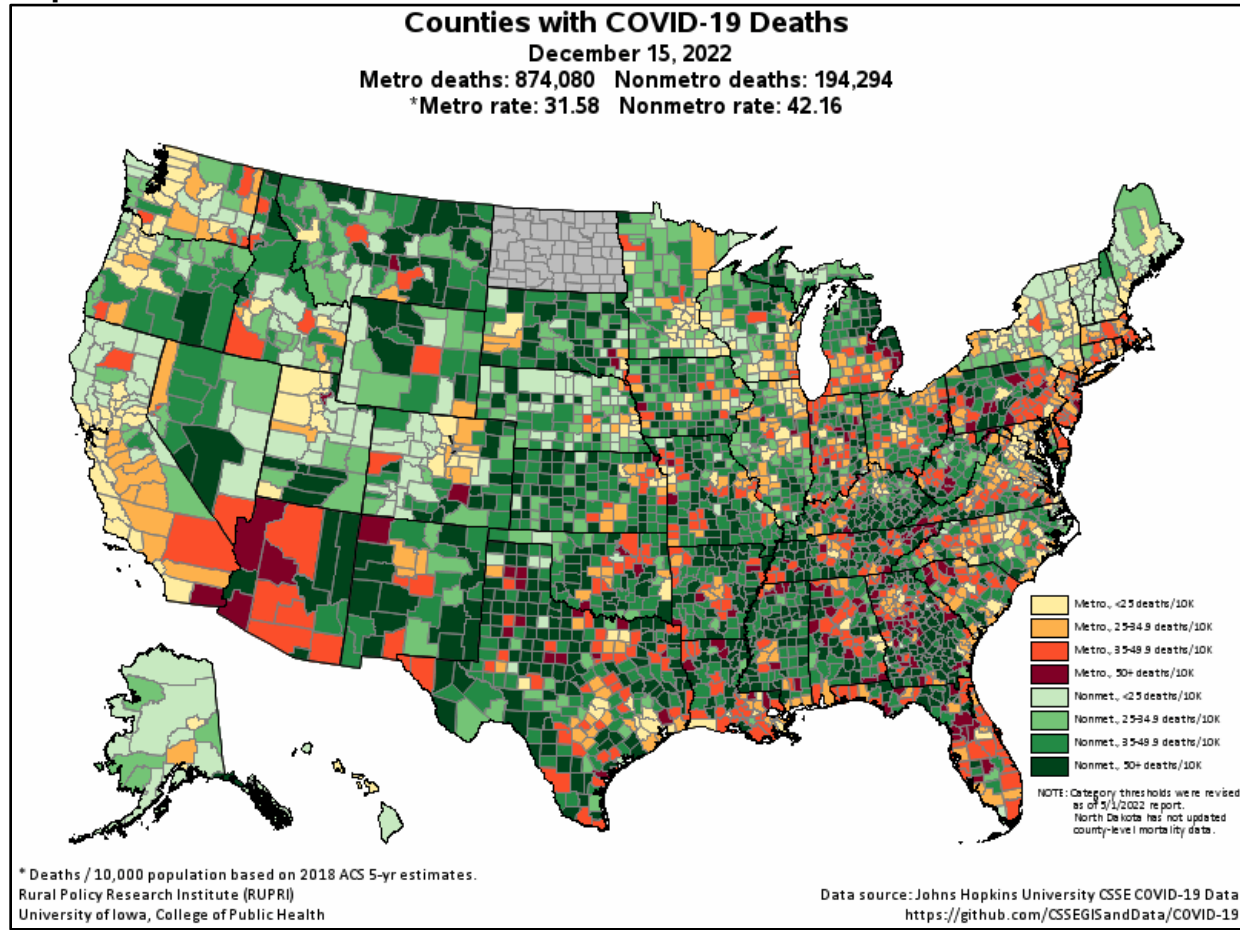 Counties with COVID-19 Deaths
December 15, 2022
Metro deaths: 874,080 Nonmetro deaths: 194,294
*Metro rate: 31.58 Nonmetro rate: 42.16
Metro., <25 deaths/10K
Metro., 25-34.9 deaths/10K
Metro., 35-49.9 deaths/10K
Metro., 50+ deaths/10K
Nonmet., <25 deaths/10K
Nonmet., 25-34.9 deaths/10K
Nonmet., 35-49.9 deaths/10K
Nonmet., 50+ deaths/10K
NOTE: Category thresholds were revised
as of 5/1/2022 report.
North Dakota has not updated
county-level mortality data.
* Deaths / 10,000 population based on 2018 ACS 5-yr estimates.
Rural Policy Research Institute (RUPRI)
University of Iowa, College of Public Health
Data source: Johns Hopkins University CSSE COVID-19 Data
https://github.com/CSSEGISandData/COVID-19